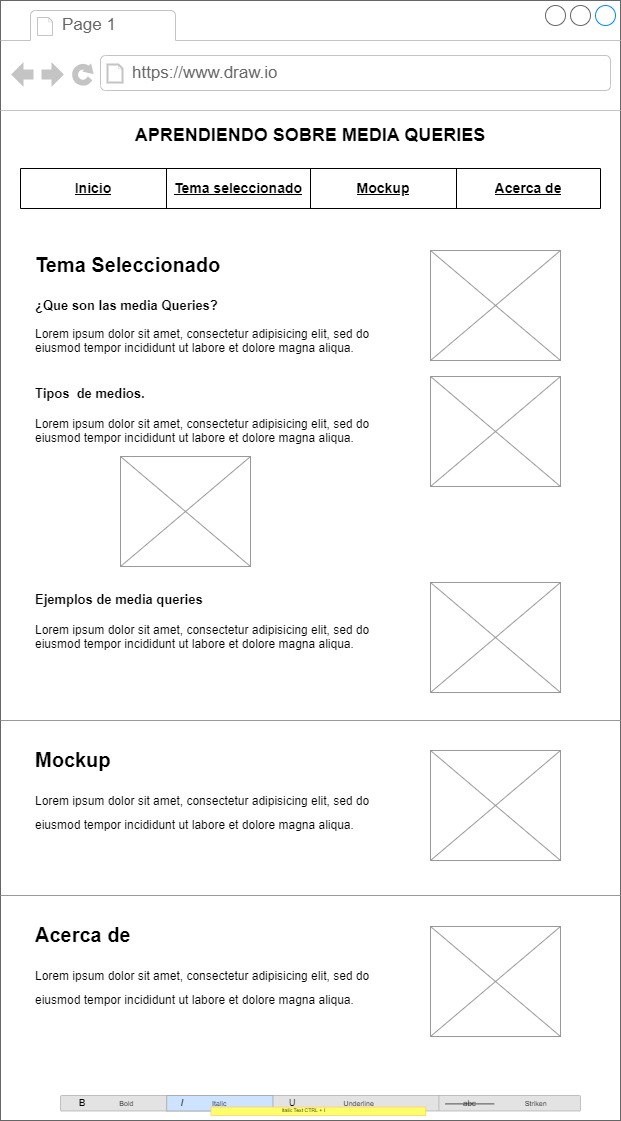 Page 1
https://www.draw.io
APRENDIENDO SOBRE MEDIA QUERIES
Inicio Tema seleccionado Mockup Acerca de
Tema Seleccionado
¿Que son las media Queries?
Lorem ipsum dolor sit amet, consectetur adipisicing elit, sed do
eiusmod tempor incididunt ut labore et dolore magna aliqua.
Tipos  de medios.
Lorem ipsum dolor sit amet, consectetur adipisicing elit, sed do
eiusmod tempor incididunt ut labore et dolore magna aliqua.
Ejemplos de media queries
Lorem ipsum dolor sit amet, consectetur adipisicing elit, sed do
eiusmod tempor incididunt ut labore et dolore magna aliqua.
Mockup
Lorem ipsum dolor sit amet, consectetur adipisicing elit, sed do
eiusmod tempor incididunt ut labore et dolore magna aliqua.
Acerca de
Lorem ipsum dolor sit amet, consectetur adipisicing elit, sed do
eiusmod tempor incididunt ut labore et dolore magna aliqua.
B Bold I Italic U Underline abc Striken
Italic Text CTRL + I